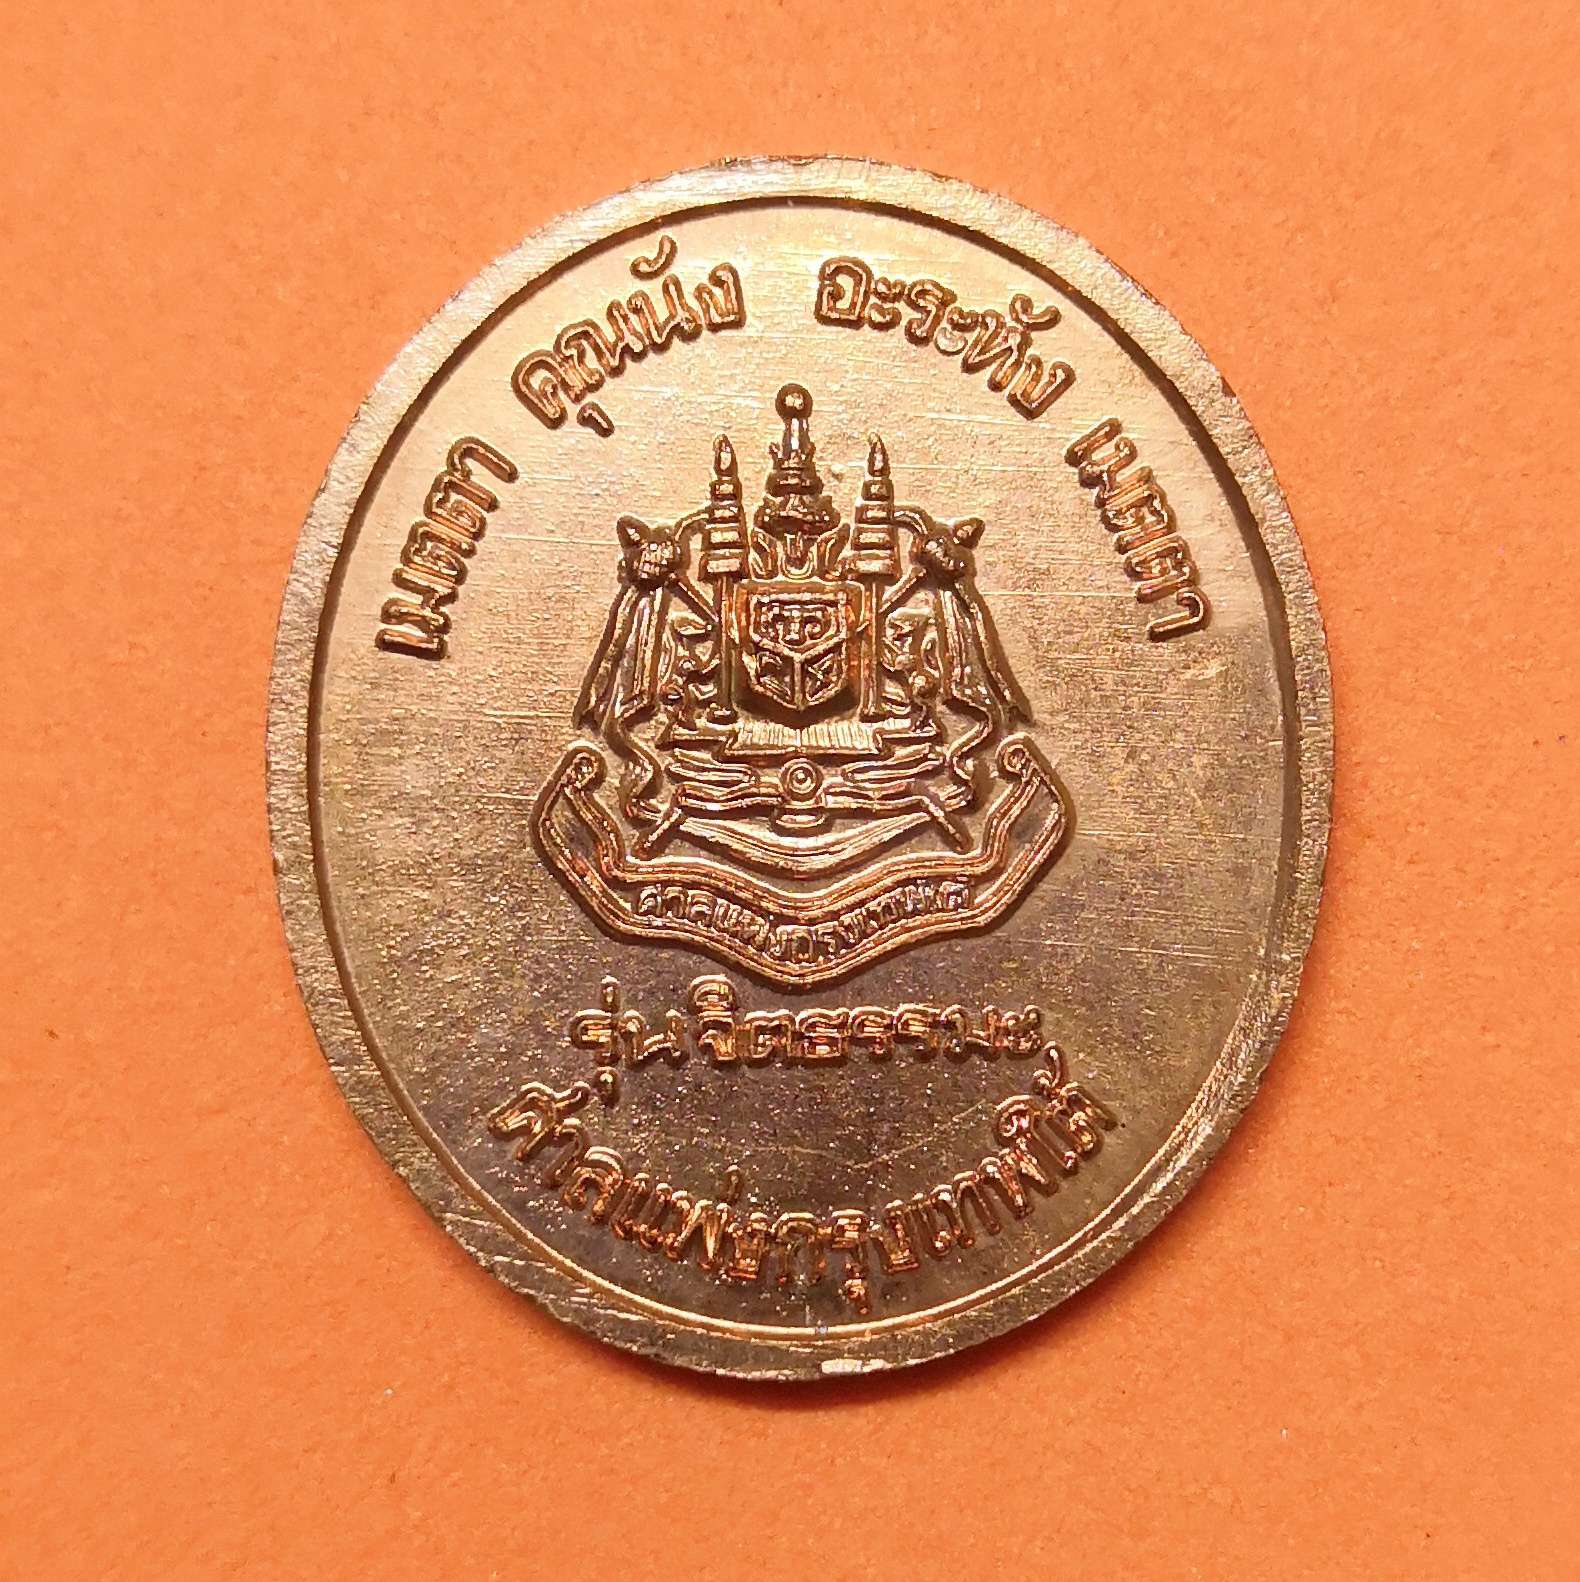 เมตตา คุณนัง อะระหัง เมตตา
ศาลแพ่งกรุงเทพใต้
รุ่น จิตธรรมะ
ศาลแพ่งกรุงเทพใต้